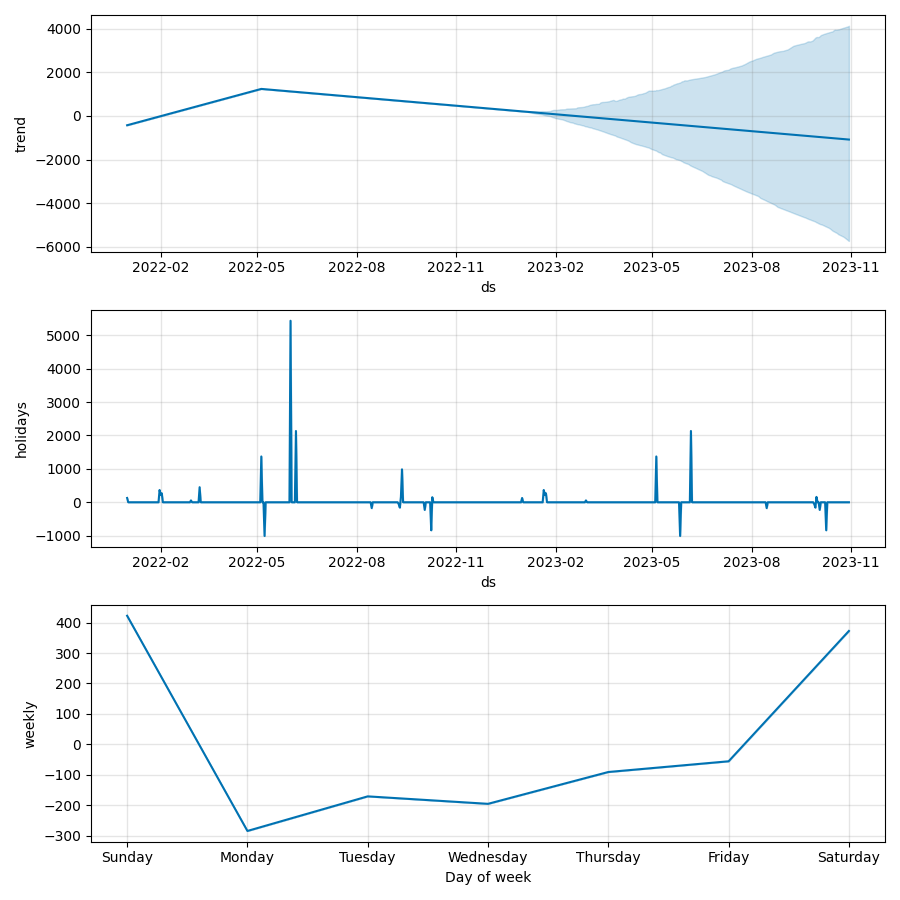 4000
2000
0
−2000
−4000
−6000
trend
2022-02 2022-05 2022-08 2022-11 2023-02 2023-05 2023-08 2023-11
ds
5000
4000
3000
2000
1000
0
−1000
holidays
2022-02 2022-05 2022-08 2022-11 2023-02 2023-05 2023-08 2023-11
ds
400
300
200
100
0
−100
−200
−300
weekly
Sunday Monday Tuesday Wednesday Thursday Friday Saturday
Day of week